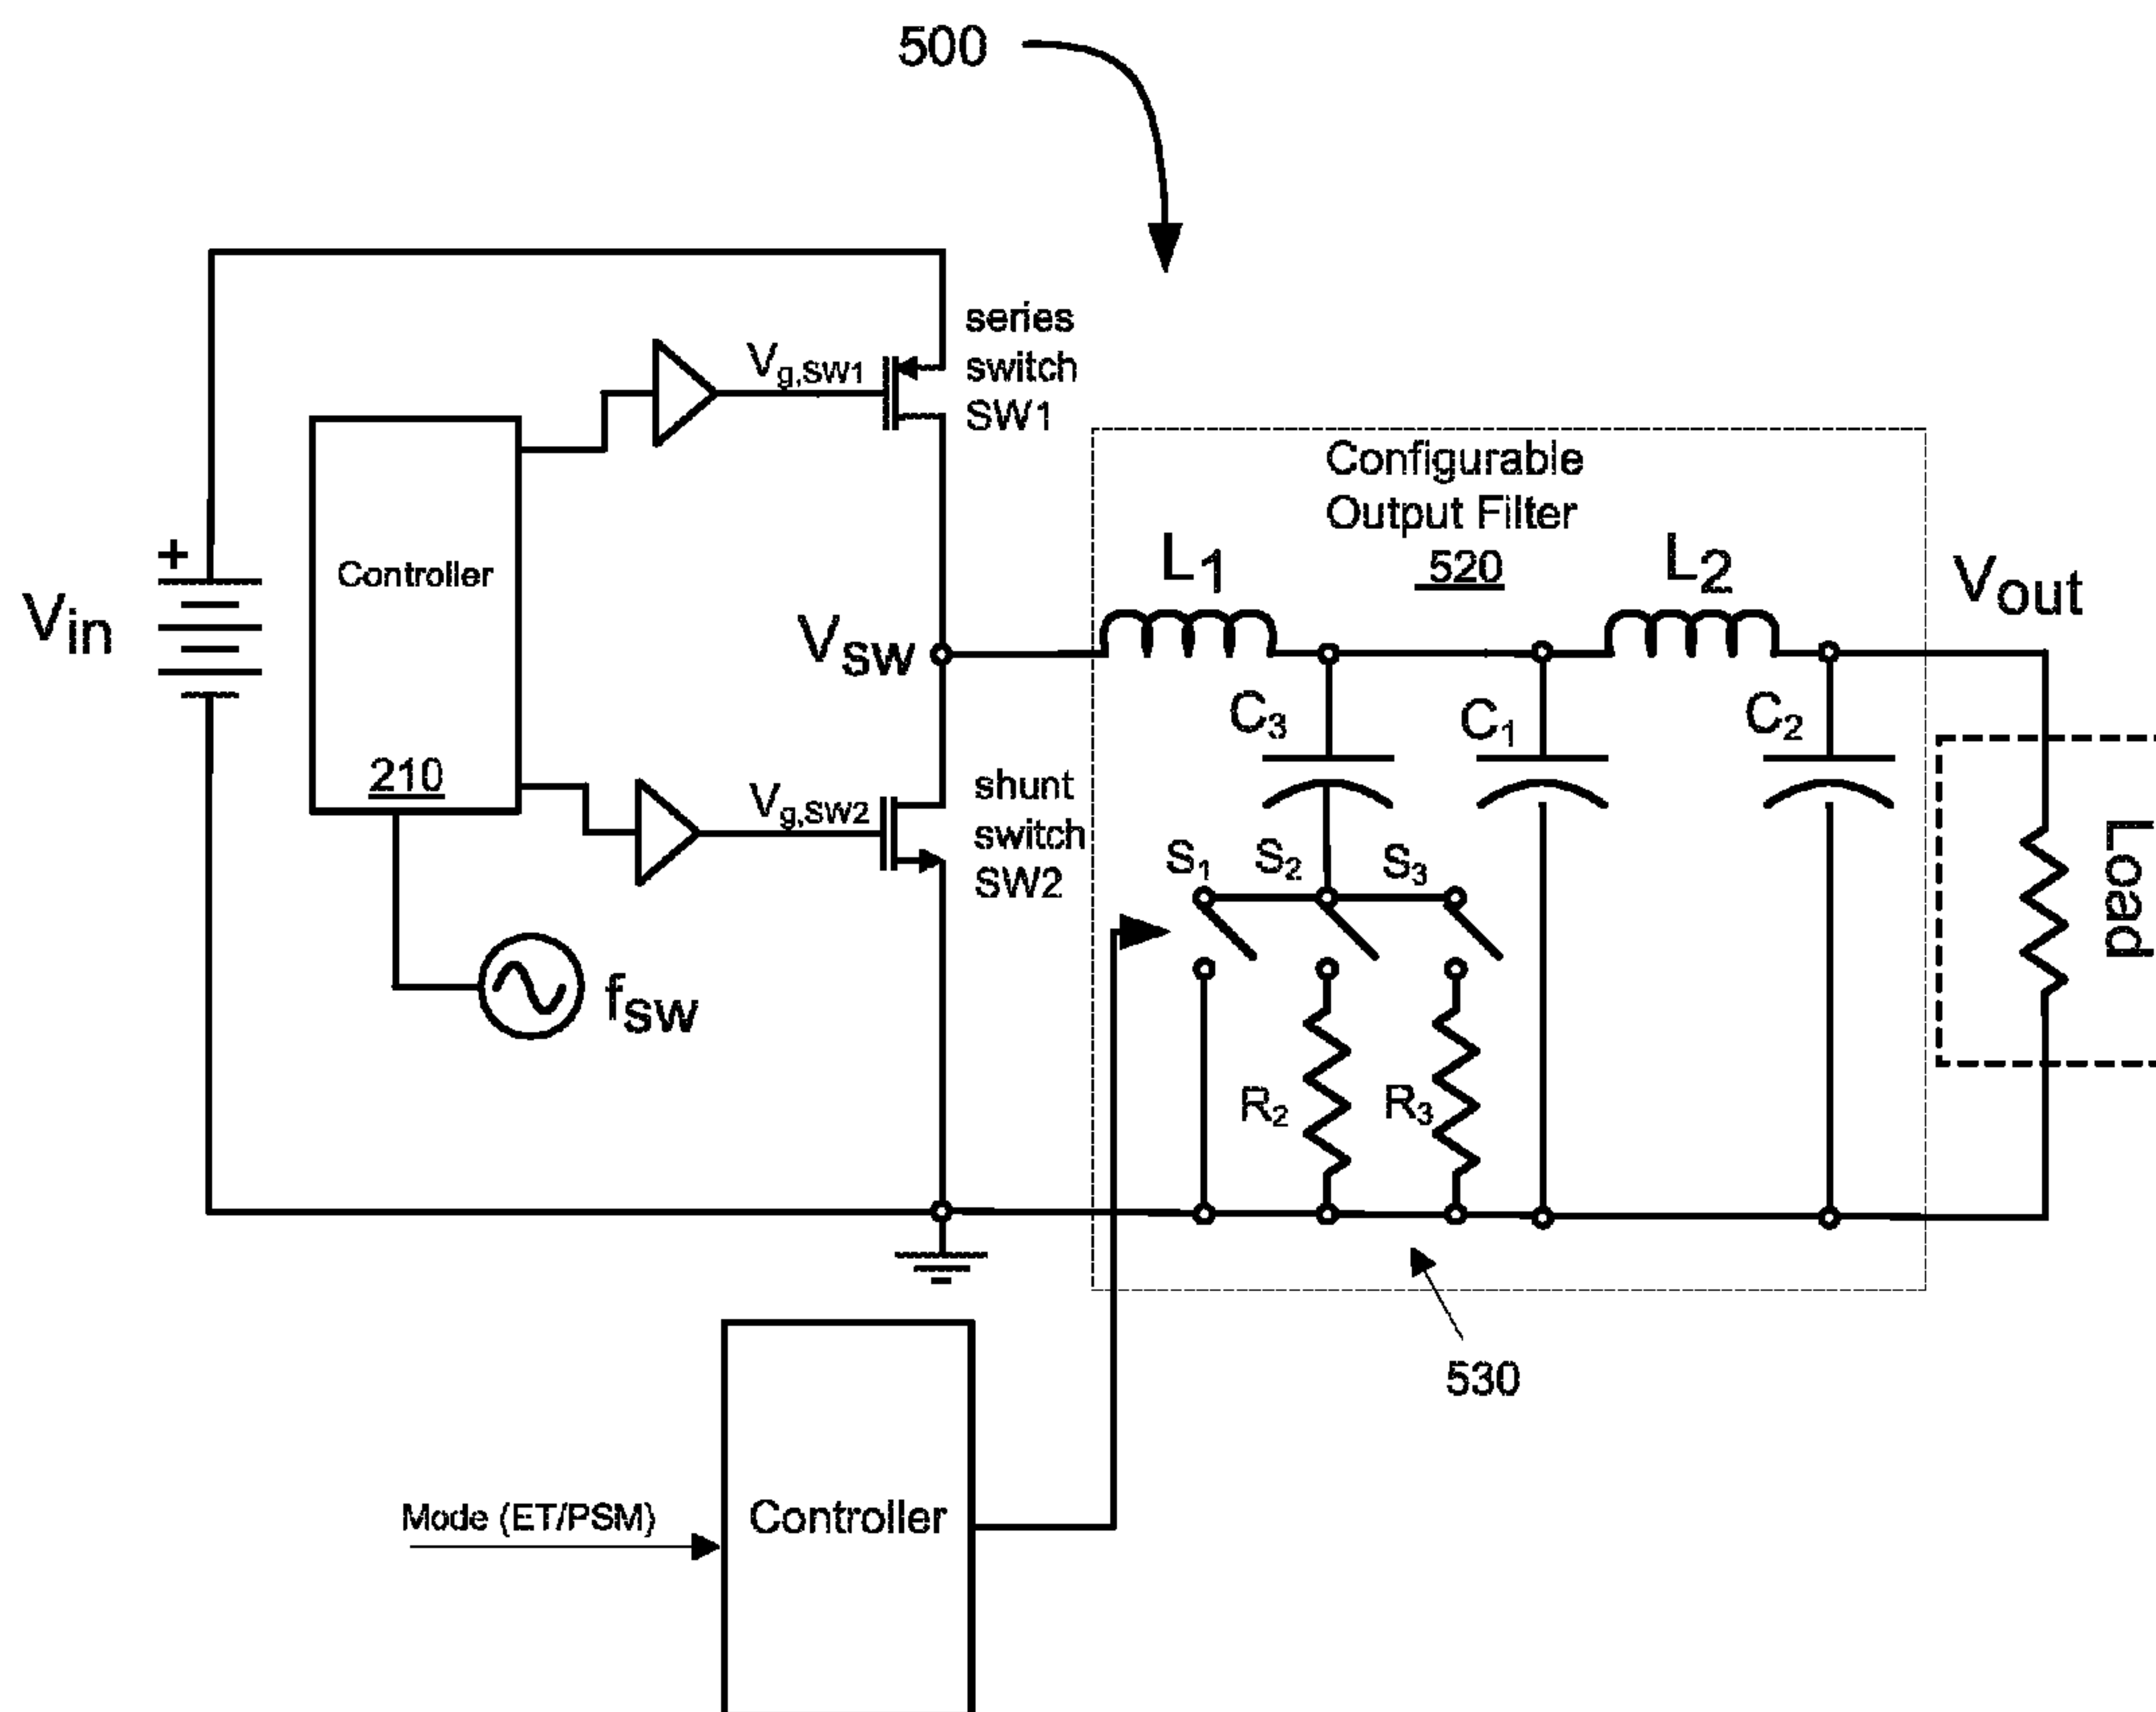 500
series
switch
SW1
Vg,SW1
Controller
210
Vin
+
Vsw
Vg,SW2
shunt
switch
SW2
fsw
Configurable
Output Filter
520
L1
L2
Vout
C3
C1
C2
S1
S2
S3
R2
R3
Load
530
Mode (ET/PSM)
Controller